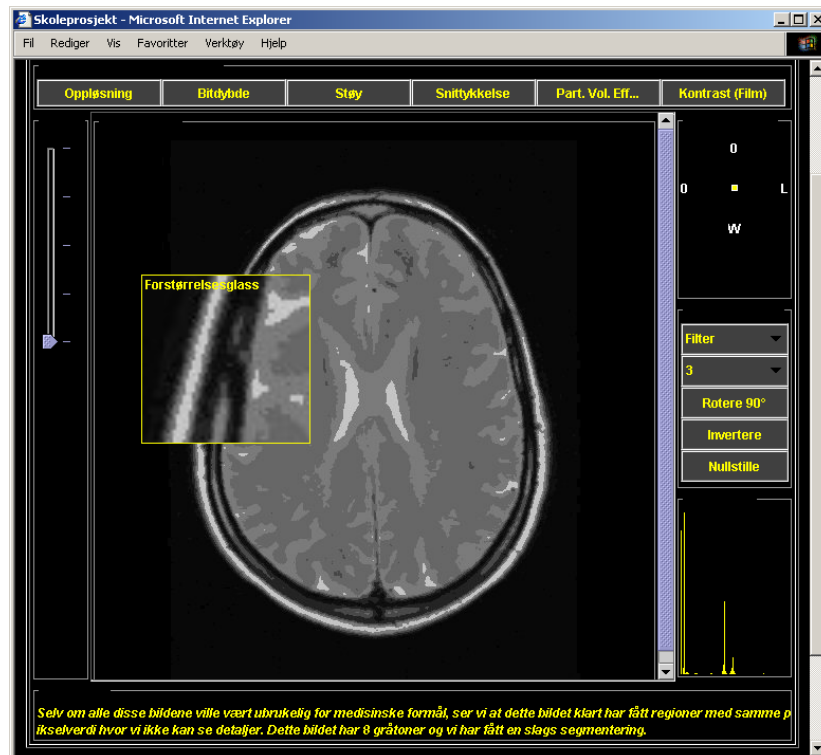 Skoleprosjekt - Microsoft Internet Explorer
Fil Rediger Vis Favoritter Verktøy Hjelp
Oppløsning Bitdybde Støy Snittykkelse Part. Vol. Eff... Kontrast (Film)
0
0 L
W
Forstørrelsesglass
Filter
3
Rotere 90°
Invertere
Nullstille
Selv om alle disse bildene ville vært ubrukelig for medisinske formål, ser vi at dette bildet klart har fått regioner med samme p
ikselverdi hvor vi ikke kan se detaljer. Dette bildet har 8 gråtoner og vi har fått en slags segmentering.